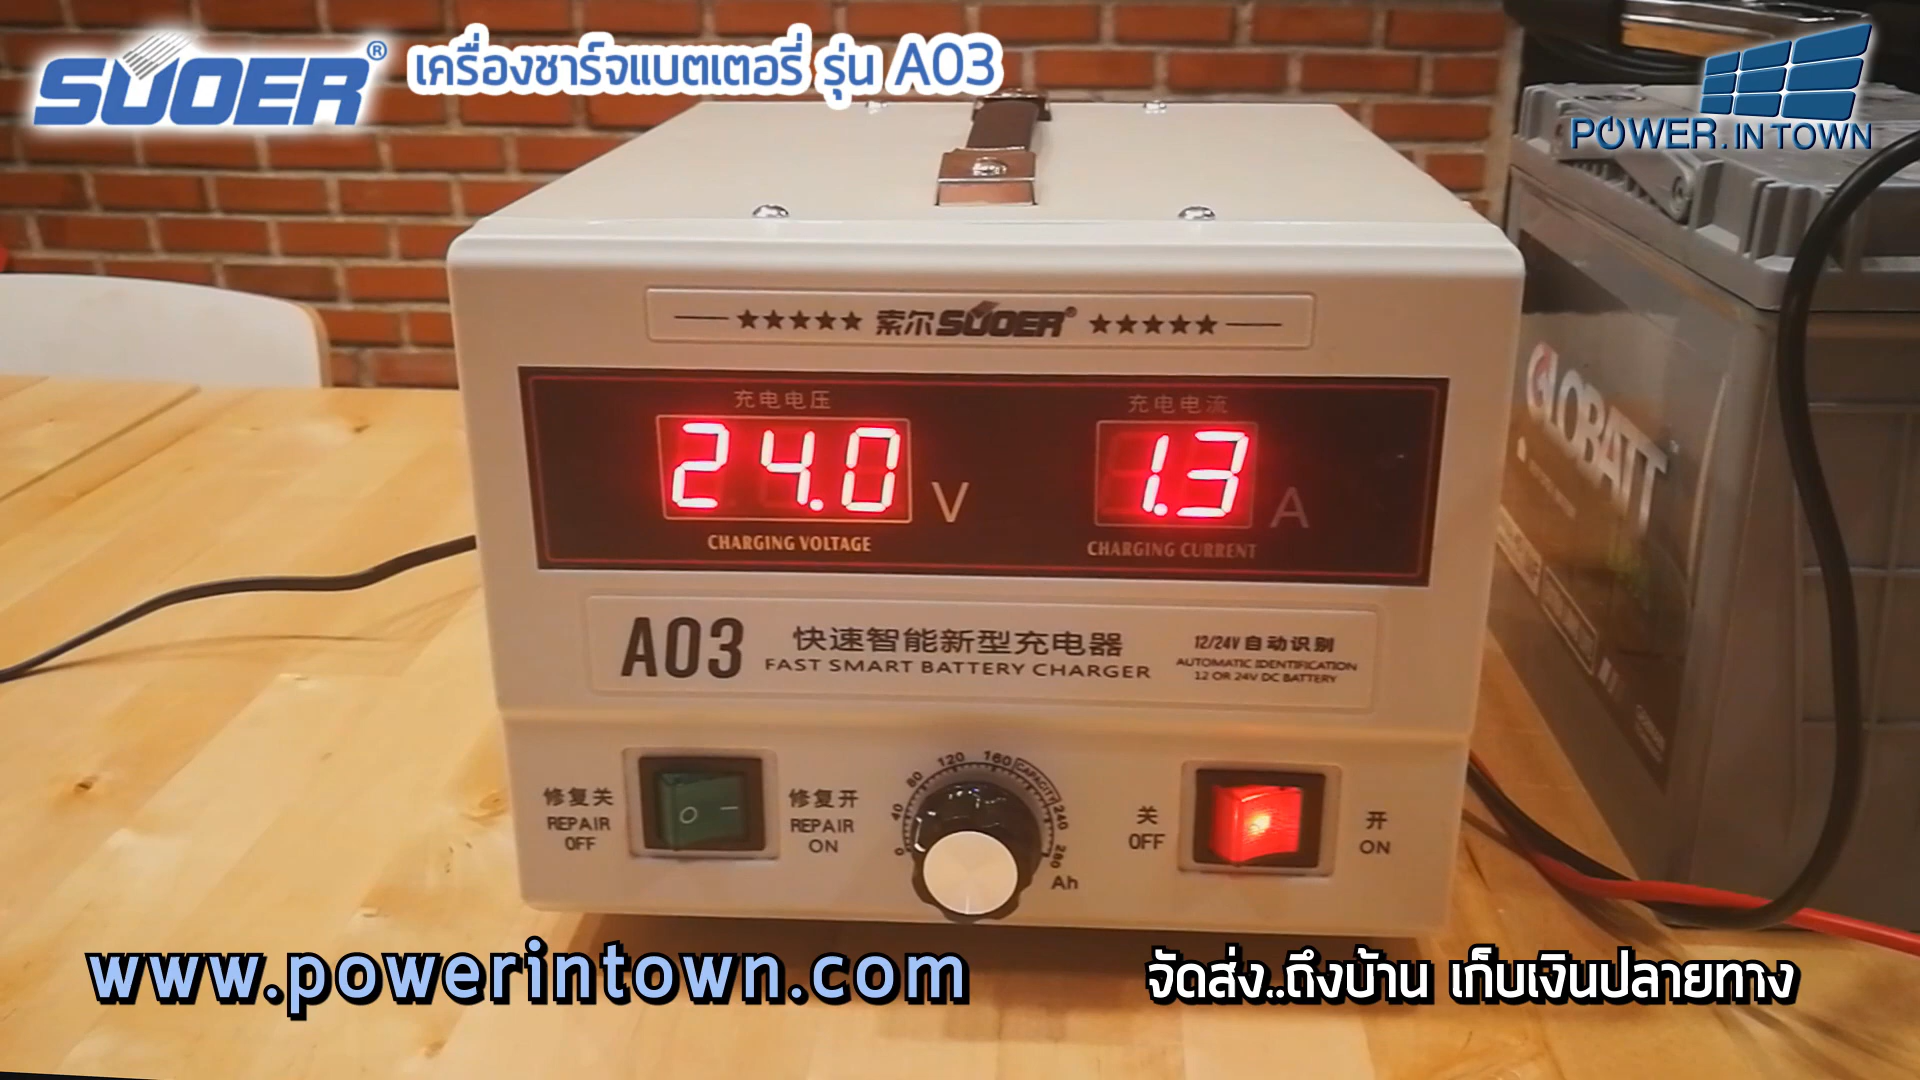 SUOER® เครื่องชาร์จแบตเตอรี่ รุ่น A03
POWER.IN TOWN
★★★★★ 索尔SUOER® ★★★★★
充电电压
充电电流
24.0 V
1.3 A
CHARGING VOLTAGE
CHARGING CURRENT
GLOBATT
A03
快速智能新型充电器
FAST SMART BATTERY CHARGER
12/24V 自动识别
AUTOMATIC IDENTIFICATION
12 OR 24V DC BATTERY
修复关
REPAIR
OFF
修复开
REPAIR
ON
0 40 80 120 160 CAPACITY 240 280
Ah
关
OFF
开
ON
www.powerintown.com
จัดส่ง..ถึงบ้าน เก็บเงินปลายทาง